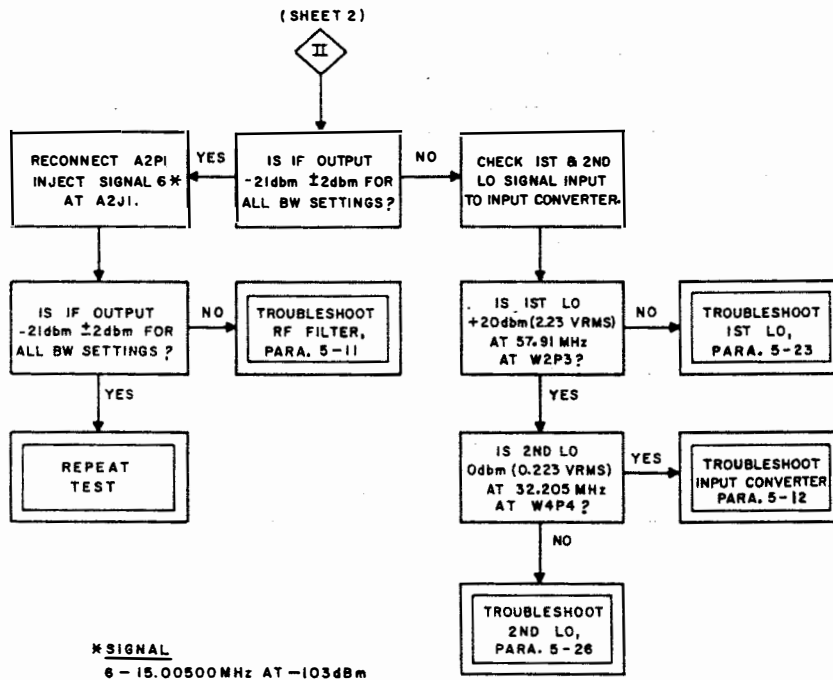 (SHEET 2)
II
RECONNECT A2P1
INJECT SIGNAL 6*
AT A2J1.
YES
IS IF OUTPUT
-21dbm ±2dbm FOR
ALL BW SETTINGS?
NO
CHECK 1ST & 2ND
LO SIGNAL INPUT
TO INPUT CONVERTER.
IS IF OUTPUT
-21dbm ±2dbm FOR
ALL BW SETTINGS?
NO
TROUBLESHOOT
RF FILTER,
PARA. 5-11
IS 1ST LO
+20dbm (2.23 VRMS)
AT 57.91 MHz
AT W2P3?
NO
TROUBLESHOOT
1ST LO,
PARA. 5-23
YES
YES
REPEAT
TEST
IS 2ND LO
0dbm (0.223 VRMS)
AT 32.205 MHz
AT W4P4?
YES
TROUBLESHOOT
INPUT CONVERTER
PARA. 5-12
NO
TROUBLESHOOT
2ND LO,
PARA. 5-26
*SIGNAL
6 - 15.00500MHz AT -103dBm